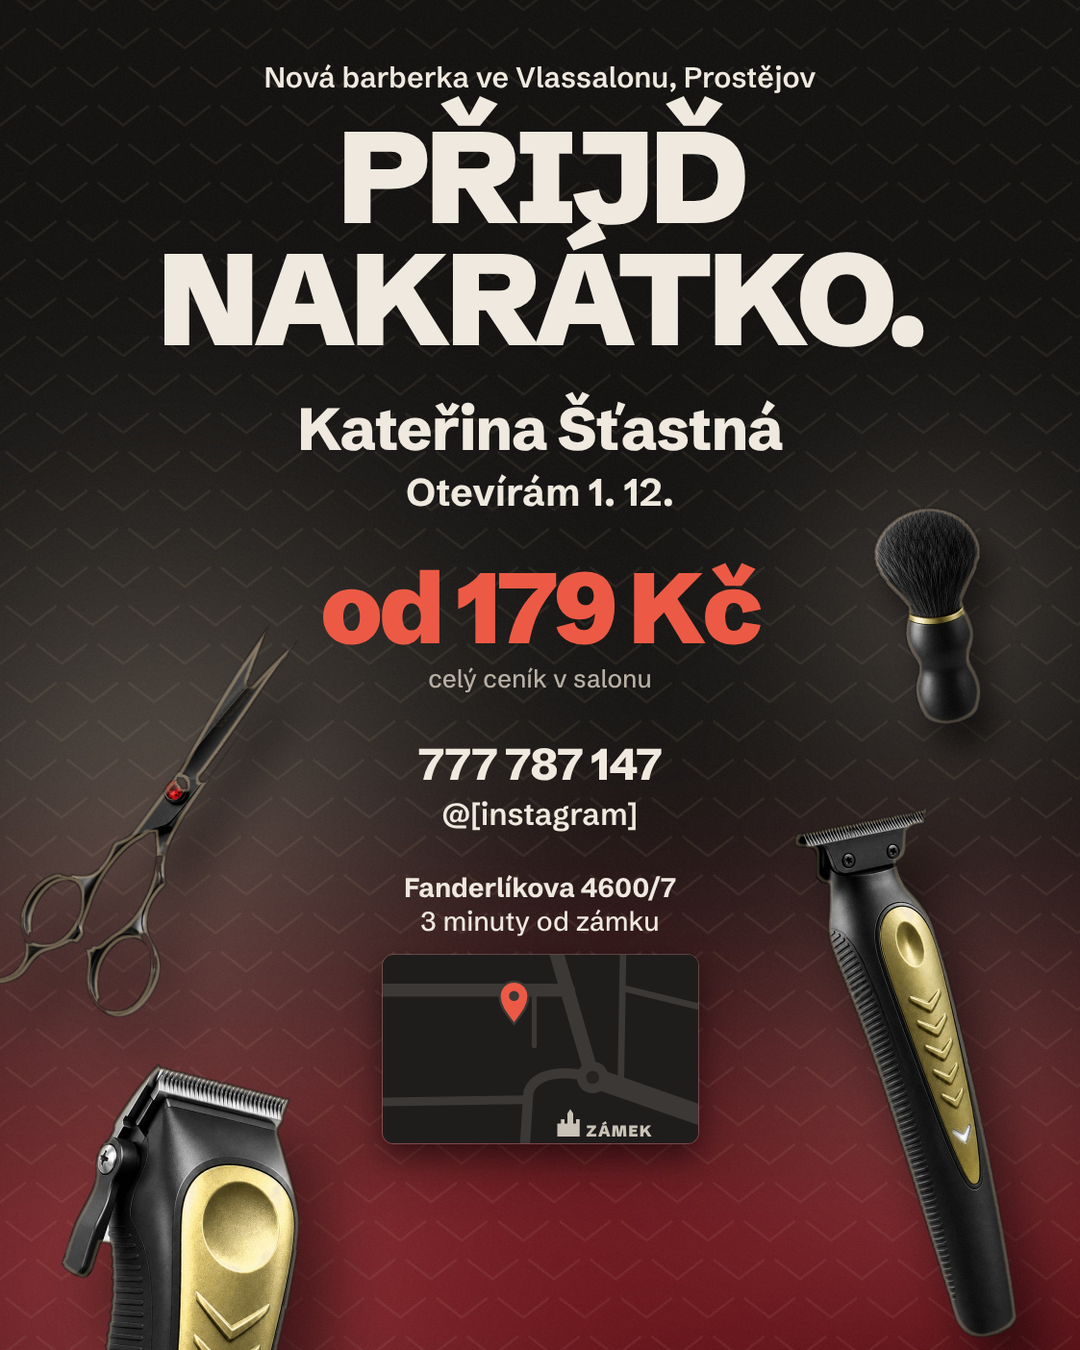 Nová barberka ve Vlassalonu, Prostějov
PŘIJĎ
NAKRÁTKO.
Kateřina Šťastná
Otevírám 1. 12.
od 179 Kč
celý ceník v salonu
777 787 147
@[instagram]
Fanderlíkova 4600/7
3 minuty od zámku
ZÁMEK